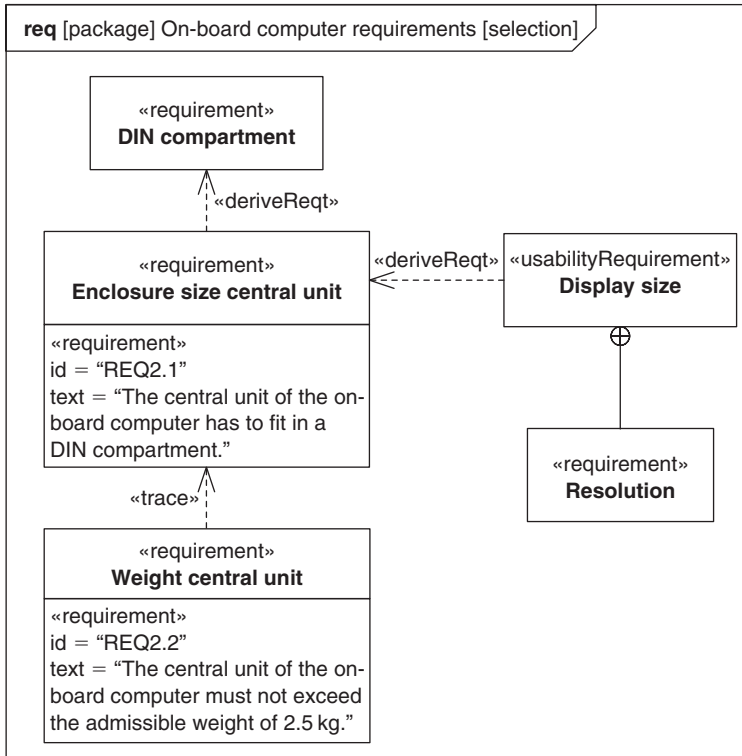 req [package] On-board computer requirements [selection]
«requirement»
DIN compartment
«deriveReqt»
«requirement»
Enclosure size central unit
«requirement»
id = “REQ2.1”
text = “The central unit of the on-
board computer has to fit in a
DIN compartment.”
«deriveReqt»
«usabilityRequirement»
Display size
«requirement»
Resolution
«trace»
«requirement»
Weight central unit
«requirement»
id = “REQ2.2”
text = “The central unit of the on-
board computer must not exceed
the admissible weight of 2.5 kg.”